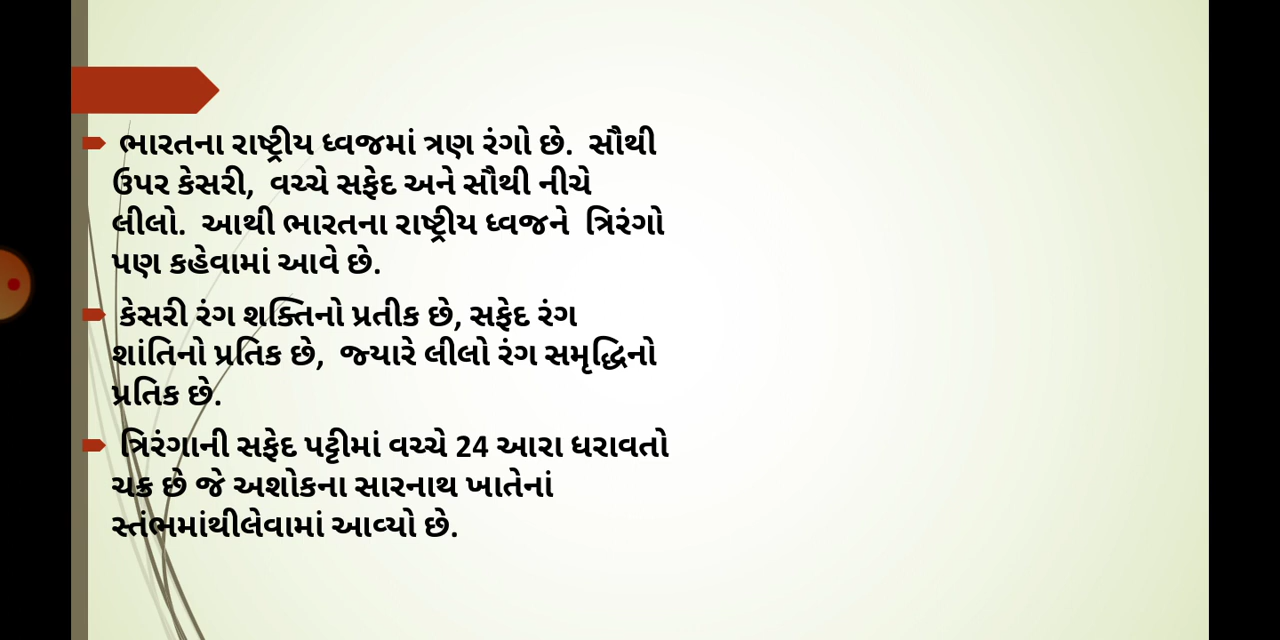 ભારતના રાષ્ટ્રીય ધ્વજમાં ત્રણ રંગો છે. સૌથી
ઉપર કેસરી, વચ્ચે સફેદ અને સૌથી નીચે
લીલો. આથી ભારતના રાષ્ટ્રીય ધ્વજને ત્રિરંગો
પણ કહેવામાં આવે છે.
કેસરી રંગ શક્તિનો પ્રતીક છે, સફેદ રંગ
શાંતિનો પ્રતિક છે, જ્યારે લીલો રંગ સમૃદ્ધિનો
પ્રતિક છે.
ત્રિરંગાની સફેદ પટ્ટીમાં વચ્ચે 24 આરા ધરાવતો
ચક્ર છે જે અશોકના સારનાથ ખાતેનાં
સ્તંભમાંથીલેવામાં આવ્યો છે.